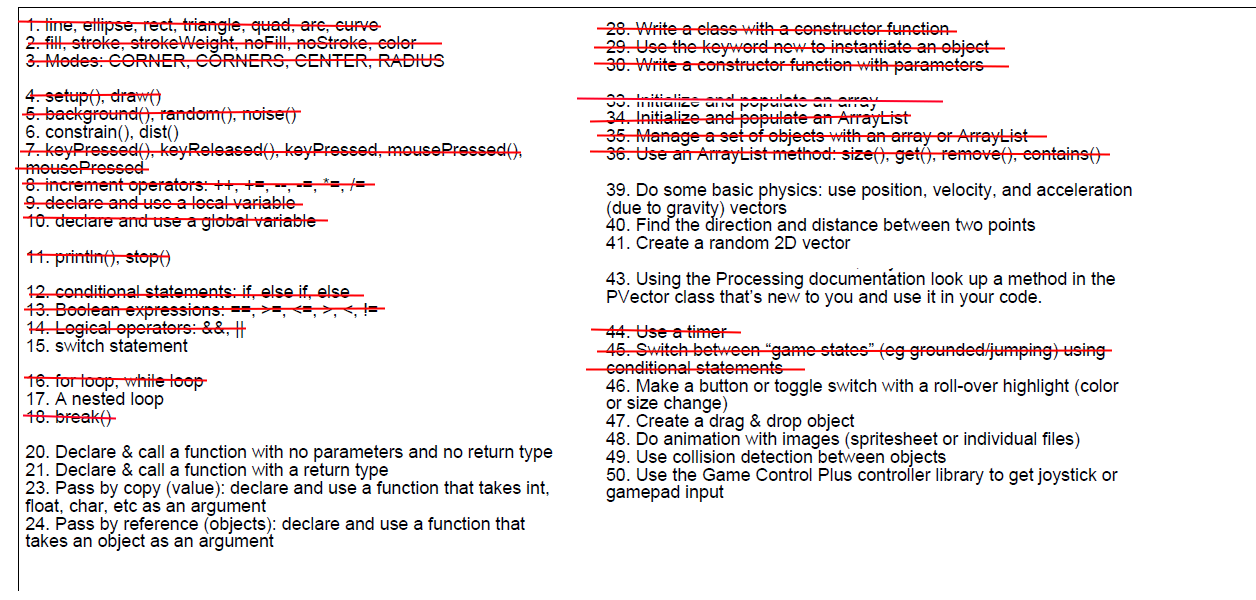 1. line, ellipse, rect, triangle, quad, arc, curve
2. fill, stroke, strokeWeight, noFill, noStroke, color
3. Modes: CORNER, CORNERS, CENTER, RADIUS
4. setup(), draw()
5. background(), random(), noise()
6. constrain(), dist()
7. keyPressed(), keyReleased(), keyPressed, mousePressed(),
mousePressed
8. increment operators: ++, +=, --, -=, *=, /=
9. declare and use a local variable
10. declare and use a global variable
11. println(), stop()
12. conditional statements: if, else if, else
13. Boolean expressions: ==, >=, <=, >, <, !=
14. Logical operators: &&, ||
15. switch statement
16. for loop, while loop
17. A nested loop
18. break()
20. Declare & call a function with no parameters and no return type
21. Declare & call a function with a return type
23. Pass by copy (value): declare and use a function that takes int,
float, char, etc as an argument
24. Pass by reference (objects): declare and use a function that
takes an object as an argument
28. Write a class with a constructor function
29. Use the keyword new to instantiate an object
30. Write a constructor function with parameters
33. Initialize and populate an array
34. Initialize and populate an ArrayList
35. Manage a set of objects with an array or ArrayList
36. Use an ArrayList method: size(), get(), remove(), contains()
39. Do some basic physics: use position, velocity, and acceleration
(due to gravity) vectors
40. Find the direction and distance between two points
41. Create a random 2D vector
43. Using the Processing documentation look up a method in the
PVector class that's new to you and use it in your code.
44. Use a timer
45. Switch between “game states” (eg grounded/jumping) using
conditional statements
46. Make a button or toggle switch with a roll-over highlight (color
or size change)
47. Create a drag & drop object
48. Do animation with images (spritesheet or individual files)
49. Use collision detection between objects
50. Use the Game Control Plus controller library to get joystick or
gamepad input